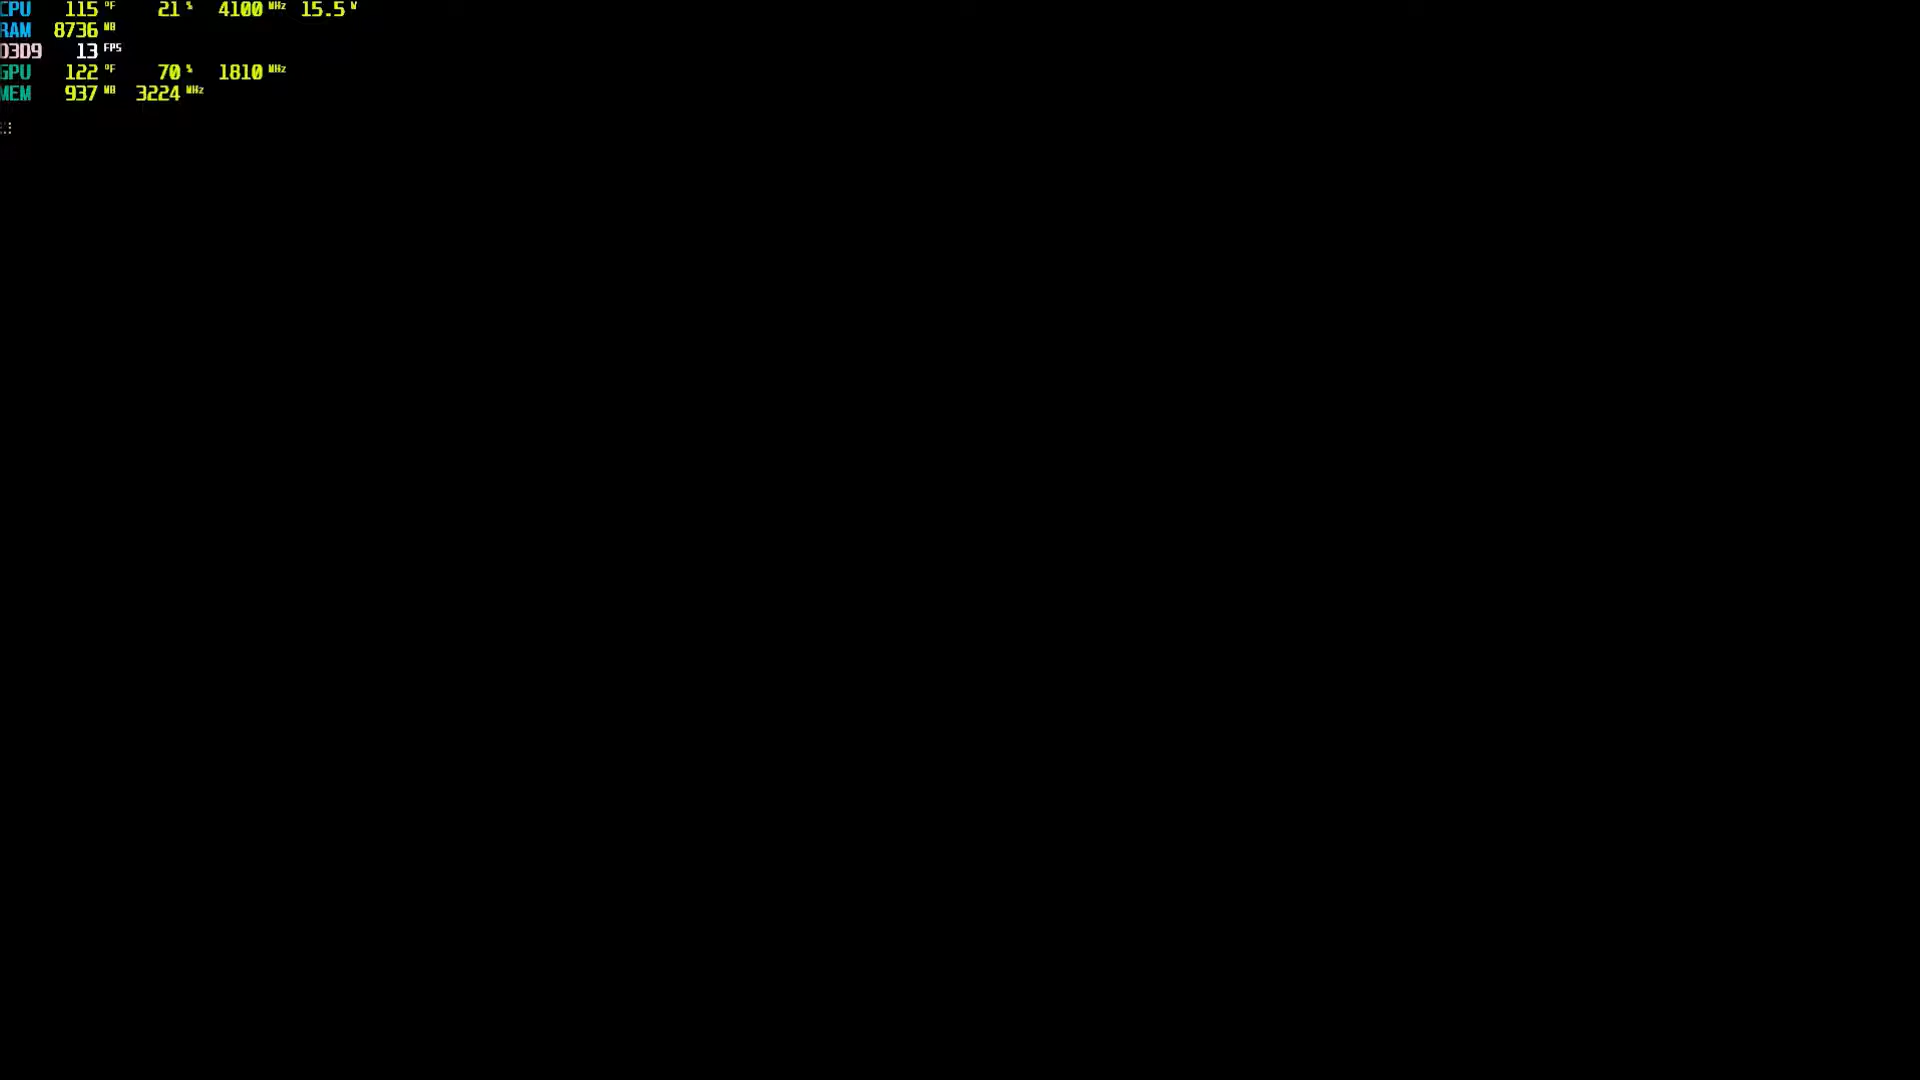 CPU 115 °F 21 % 4100 MHz 15.5 W
RAM 8736 MB
D3D9 13 FPS
GPU 122 °F 70 % 1810 MHz
MEM 937 MB 3224 MHz